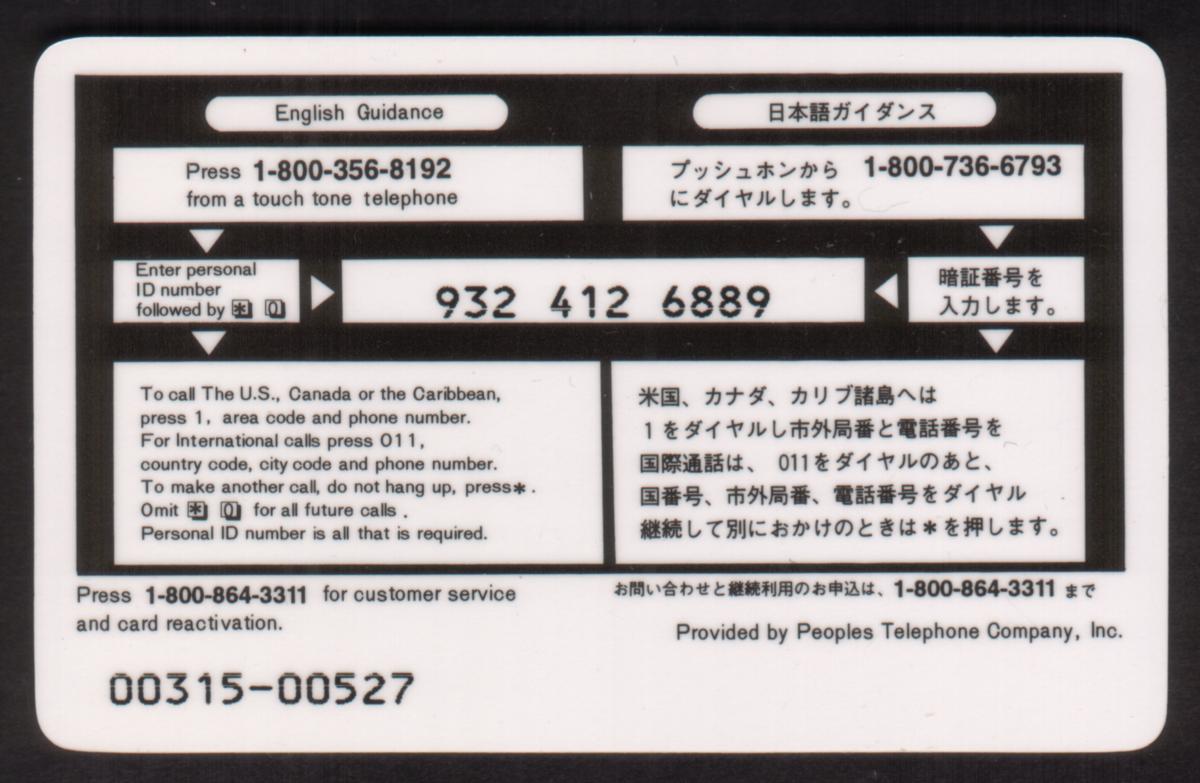 English Guidance
Press 1-800-356-8192
from a touch tone telephone
Enter personal
ID number
followed by * 0
932 412 6889
To call The U.S., Canada or the Caribbean,
press 1, area code and phone number.
For International calls press 011,
country code, city code and phone number.
To make another call, do not hang up, press*.
Omit * 0 for all future calls.
Personal ID number is all that is required.
日本語ガイダンス
プッシュホンから 1-800-736-6793
にダイヤルします。
暗証番号を
入力します。
米国、カナダ、カリブ諸島へは
1をダイヤルし市外局番と電話番号を
国際通話は、 011をダイヤルのあと、
国番号、市外局番、電話番号をダイヤル
継続して別におかけのときは*を押します。
Press 1-800-864-3311 for customer service
and card reactivation.
お問い合わせと継続利用のお申込は、1-800-864-3311 まで
Provided by Peoples Telephone Company, Inc.
00315-00527